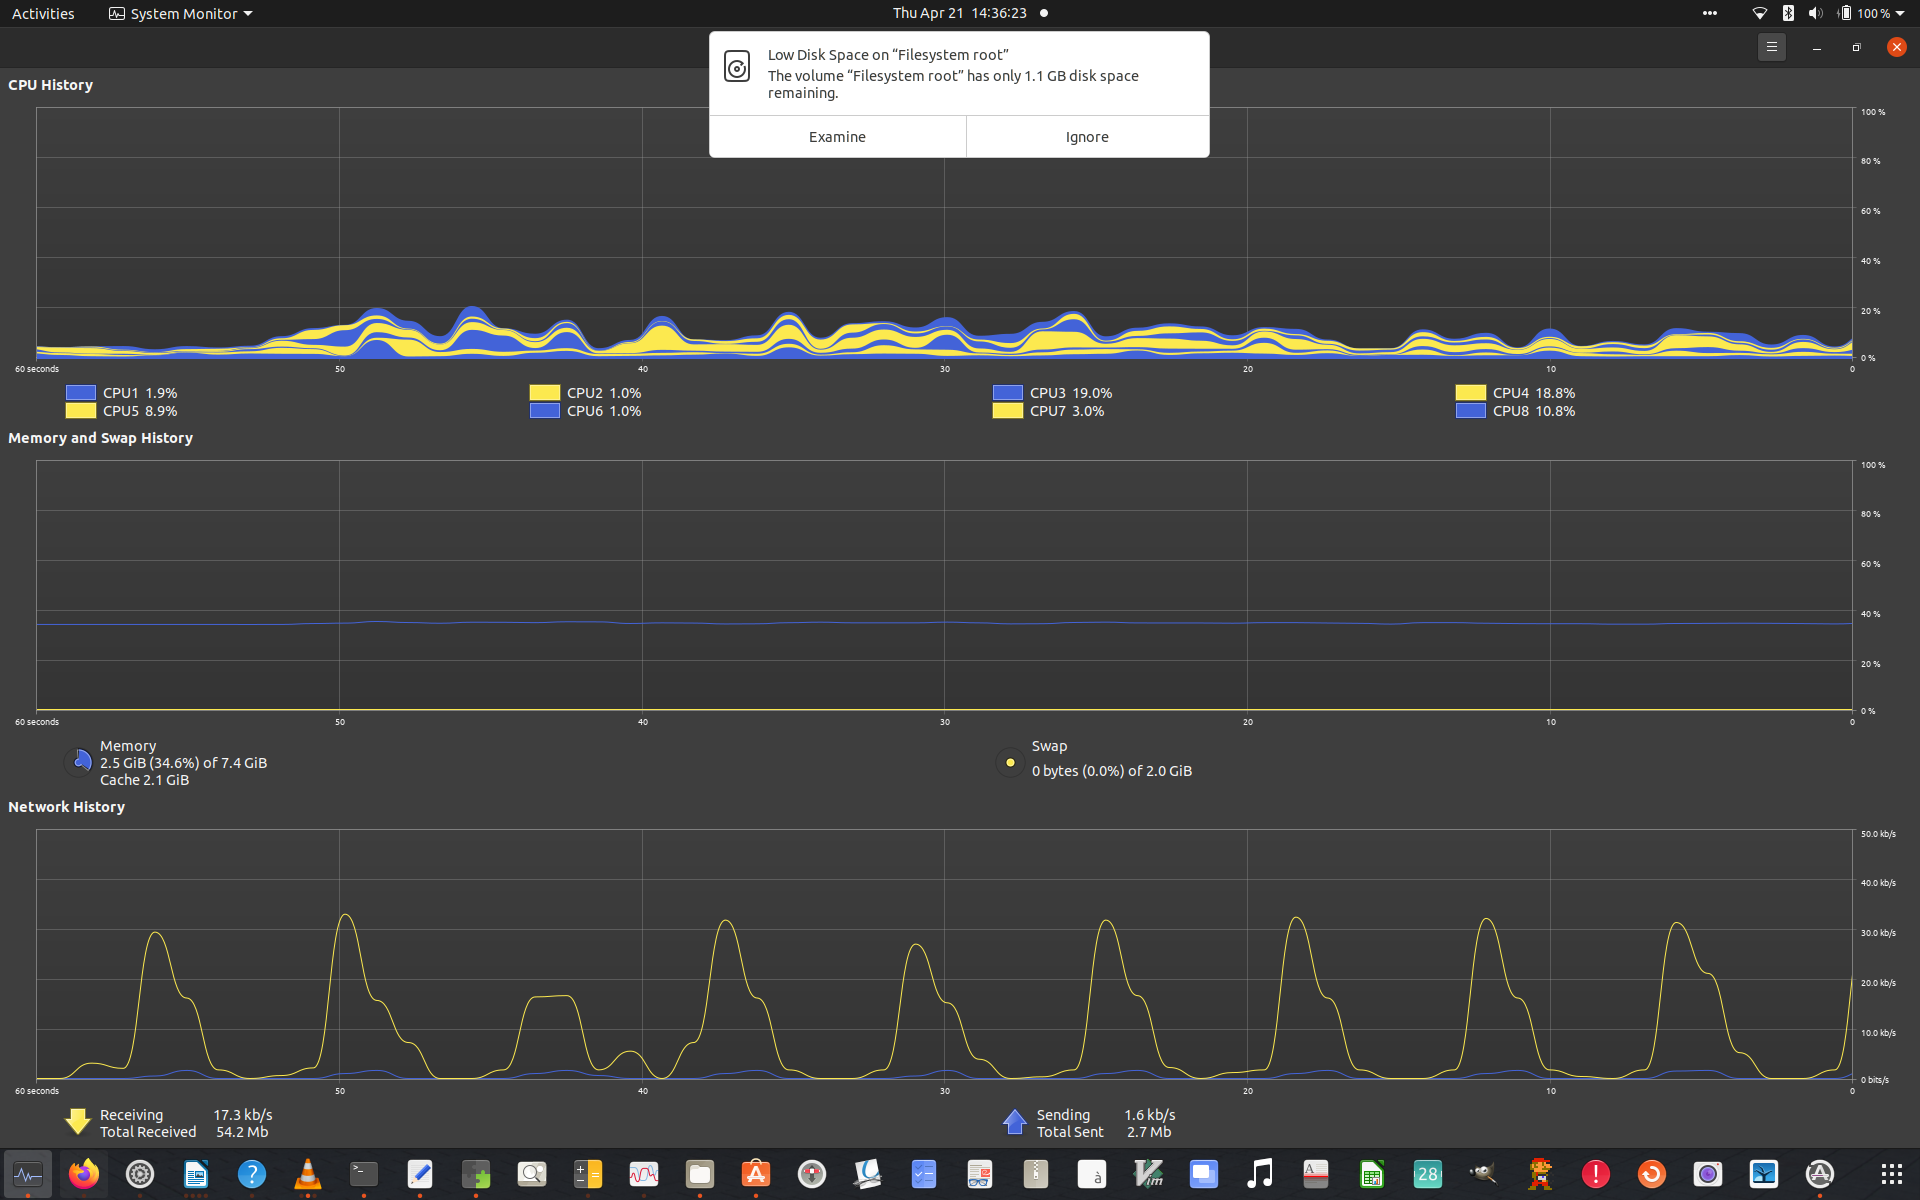 Activities
System Monitor
Thu Apr 21 14:36:23
100 %
Low Disk Space on “Filesystem root”
The volume “Filesystem root” has only 1.1 GB disk space
remaining.
Examine
Ignore
CPU History
100 %
80 %
60 %
40 %
20 %
0 %
60 seconds
50
40
30
20
10
0
CPU1 1.9%
CPU2 1.0%
CPU3 19.0%
CPU4 18.8%
CPU5 8.9%
CPU6 1.0%
CPU7 3.0%
CPU8 10.8%
Memory and Swap History
100 %
80 %
60 %
40 %
20 %
0 %
60 seconds
50
40
30
20
10
0
Memory
2.5 GiB (34.6%) of 7.4 GiB
Cache 2.1 GiB
Swap
0 bytes (0.0%) of 2.0 GiB
Network History
50.0 kb/s
40.0 kb/s
30.0 kb/s
20.0 kb/s
10.0 kb/s
0 bits/s
60 seconds
50
40
30
20
10
0
Receiving 17.3 kb/s
Total Received 54.2 Mb
Sending 1.6 kb/s
Total Sent 2.7 Mb
?
>_
à
Vim
A
28
!
A